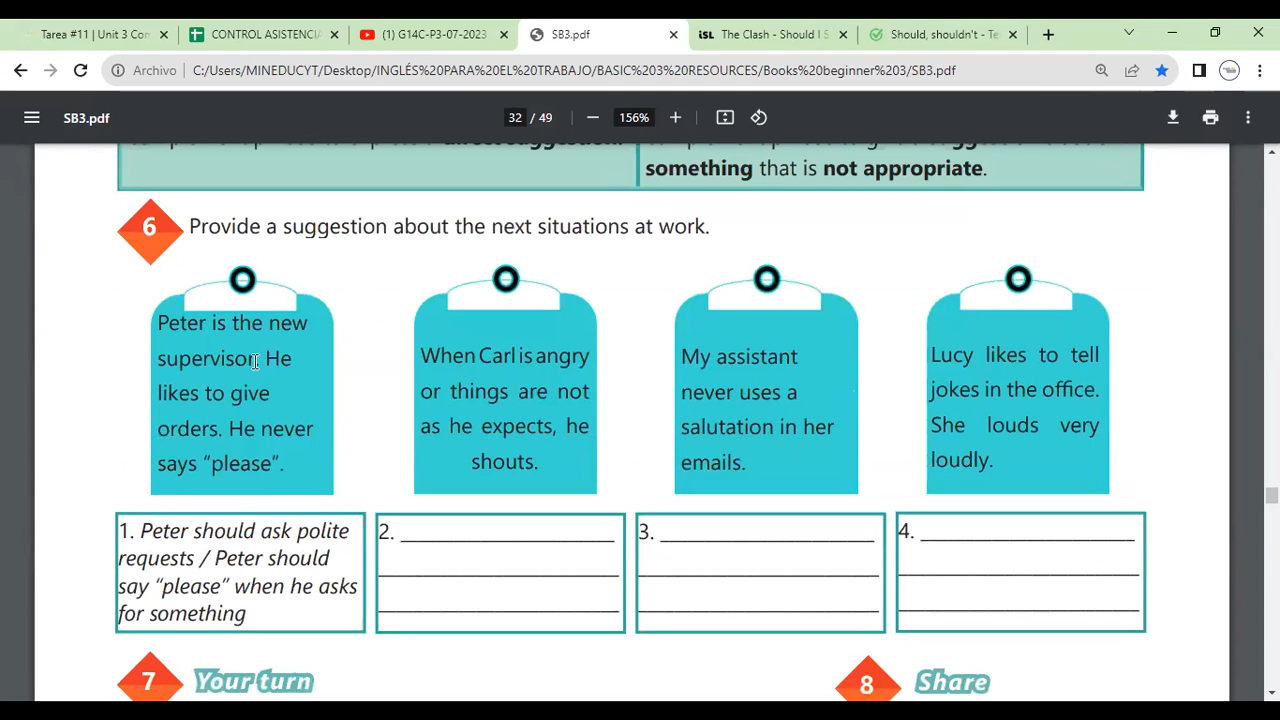 Tarea #11 | Unit 3 Con
CONTROL ASISTENCIA
(1) G14C-P3-07-2023
SB3.pdf
The Clash - Should I S
Should, shouldn't - Te
Archivo
C:/Users/MINEDUCYT/Desktop/INGLÉS%20PARA%20EL%20TRABAJO/BASIC%203%20RESOURCES/Books%20beginner%203/SB3.pdf
SB3.pdf
32 / 49
156%
something that is not appropriate.
6
Provide a suggestion about the next situations at work.
Peter is the new
supervisor. He
likes to give
orders. He never
says “please”.
When Carl is angry
or things are not
as he expects, he
shouts.
My assistant
never uses a
salutation in her
emails.
Lucy likes to tell
jokes in the office.
She louds very
loudly.
1. Peter should ask polite
requests / Peter should
say “please” when he asks
for something
2. ____________________
3. ____________________
4. ____________________
7
Your turn
8
Share